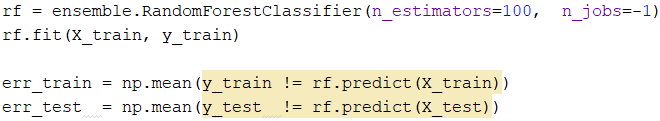 rf = ensemble.RandomForestClassifier(n_estimators=100,  n_jobs=-1)
rf.fit(X_train, y_train)
err_train = np.mean(y_train != rf.predict(X_train))
err_test  = np.mean(y_test  != rf.predict(X_test))